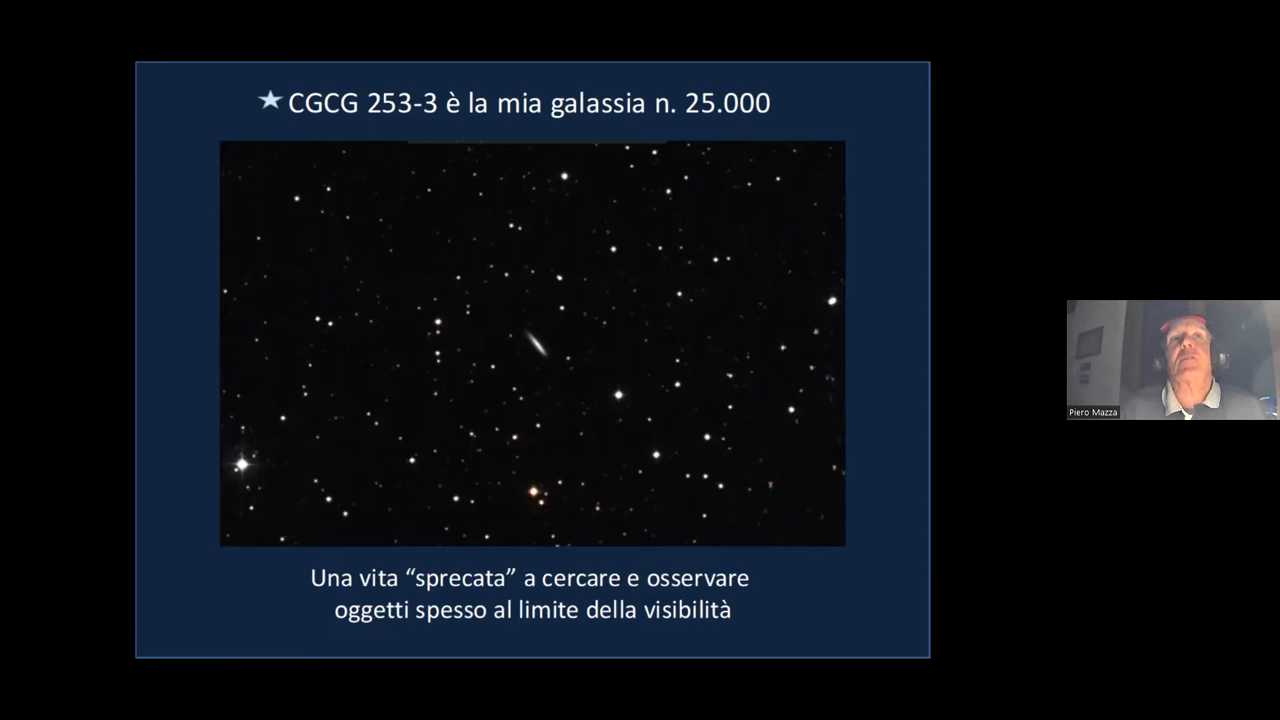 ★ CGCG 253-3 è la mia galassia n. 25.000
Una vita “sprecata” a cercare e osservare
oggetti spesso al limite della visibilità
Piero Mazza